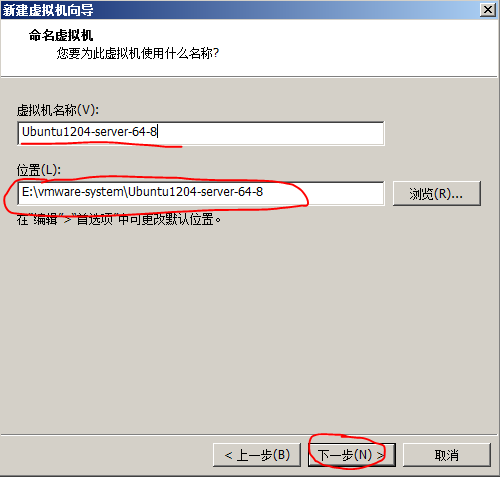 新建虚拟机向导
命名虚拟机
您要为此虚拟机使用什么名称?
虚拟机名称(V):
Ubuntu1204-server-64-8
位置(L):
E:\vmware-system\Ubuntu1204-server-64-8
浏览(R)...
在"编辑">"首选项"中可更改默认位置。
< 上一步(B)
下一步(N) >
取消